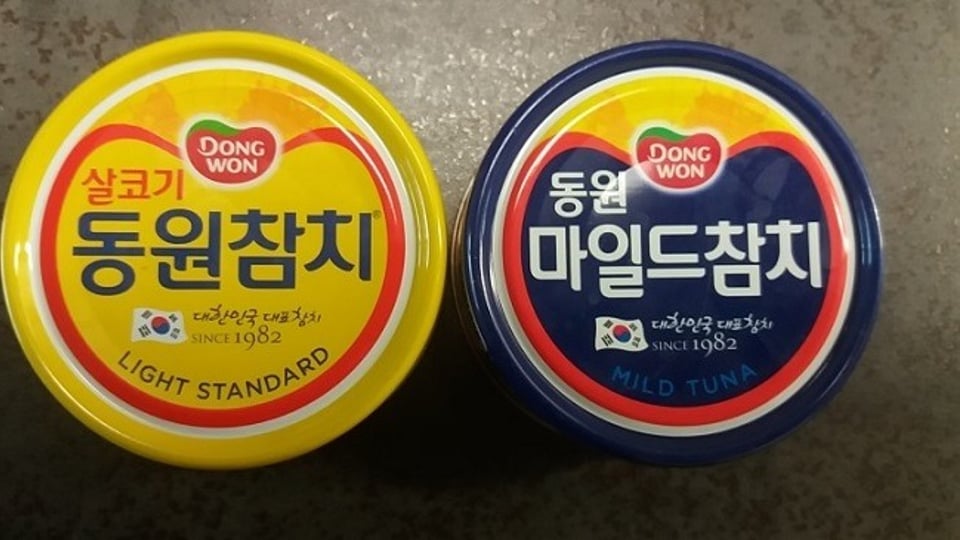 DONG
WON
살코기
동원참치®
대한민국 대표참치
SINCE 1982
LIGHT STANDARD
DONG
WON
동원
마일드참치
대한민국 대표참치
SINCE 1982
MILD TUNA